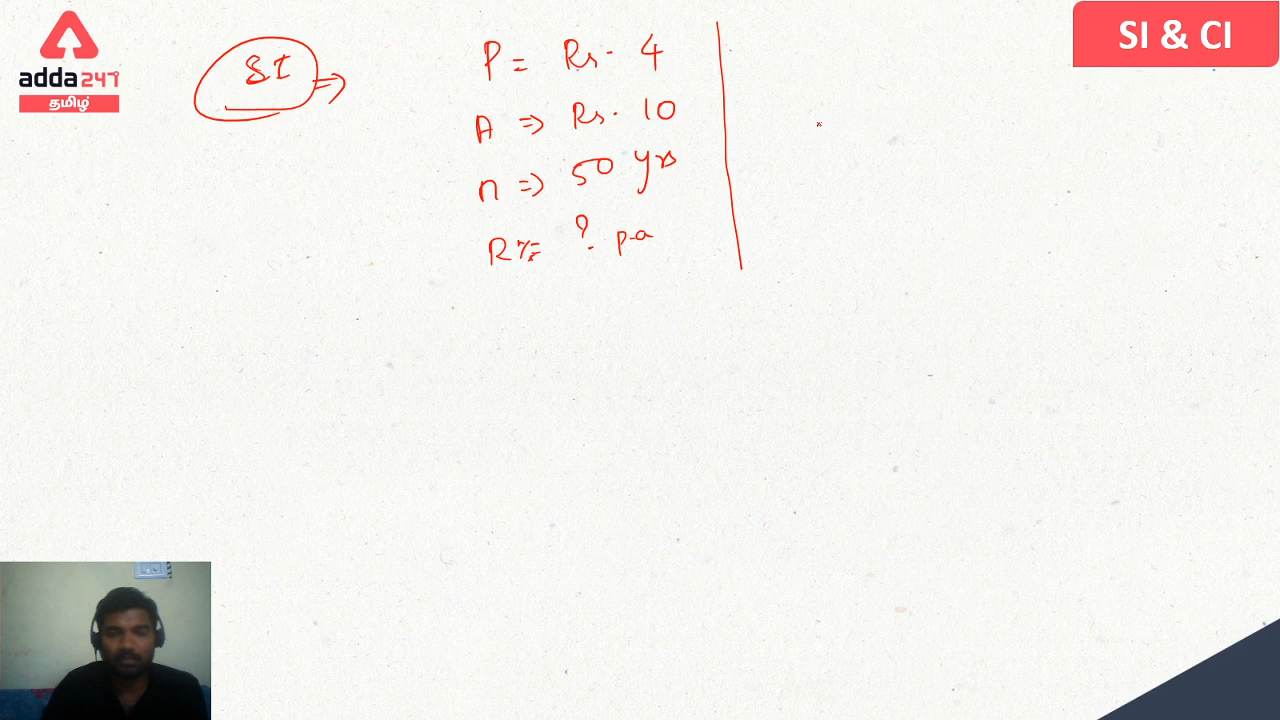 adda247
தமிழ்
SI & CI
SI ⇒
P = Rs. 4
A ⇒ Rs. 10
n ⇒ 50 yrs
R% = ? p.a